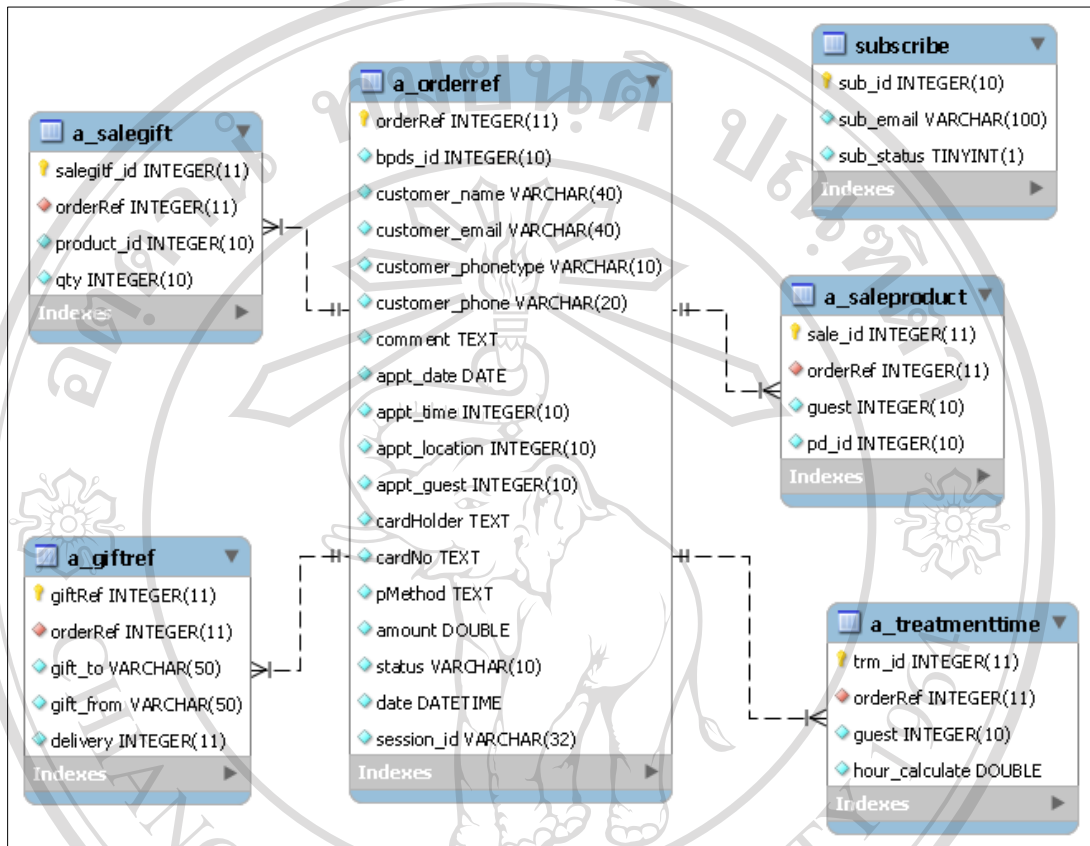 a_salegift
salegitf_id INTEGER(11)
orderRef INTEGER(11)
product_id INTEGER(10)
qty INTEGER(10)
Indexes
a_orderref
orderRef INTEGER(11)
bpds_id INTEGER(10)
customer_name VARCHAR(40)
customer_email VARCHAR(40)
customer_phonetype VARCHAR(10)
customer_phone VARCHAR(20)
comment TEXT
appt_date DATE
appt_time INTEGER(10)
appt_location INTEGER(10)
appt_guest INTEGER(10)
cardHolder TEXT
cardNo TEXT
pMethod TEXT
amount DOUBLE
status VARCHAR(10)
date DATETIME
session_id VARCHAR(32)
Indexes
subscribe
sub_id INTEGER(10)
sub_email VARCHAR(100)
sub_status TINYINT(1)
Indexes
a_saleproduct
sale_id INTEGER(11)
orderRef INTEGER(11)
guest INTEGER(10)
pd_id INTEGER(10)
Indexes
a_giftref
giftRef INTEGER(11)
orderRef INTEGER(11)
gift_to VARCHAR(50)
gift_from VARCHAR(50)
delivery INTEGER(11)
Indexes
a_treatmenttime
trm_id INTEGER(11)
orderRef INTEGER(11)
guest INTEGER(10)
hour_calculate DOUBLE
Indexes